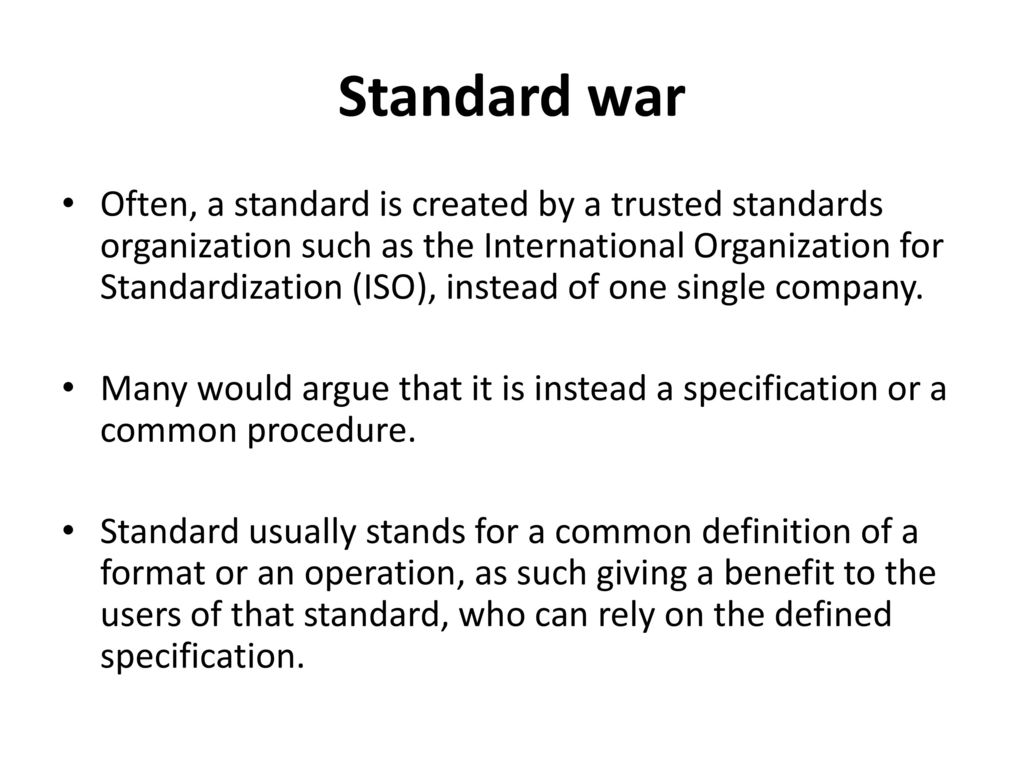 Standard war
• Often, a standard is created by a trusted standards
organization such as the International Organization for
Standardization (ISO), instead of one single company.
• Many would argue that it is instead a specification or a
common procedure.
• Standard usually stands for a common definition of a
format or an operation, as such giving a benefit to the
users of that standard, who can rely on the defined
specification.